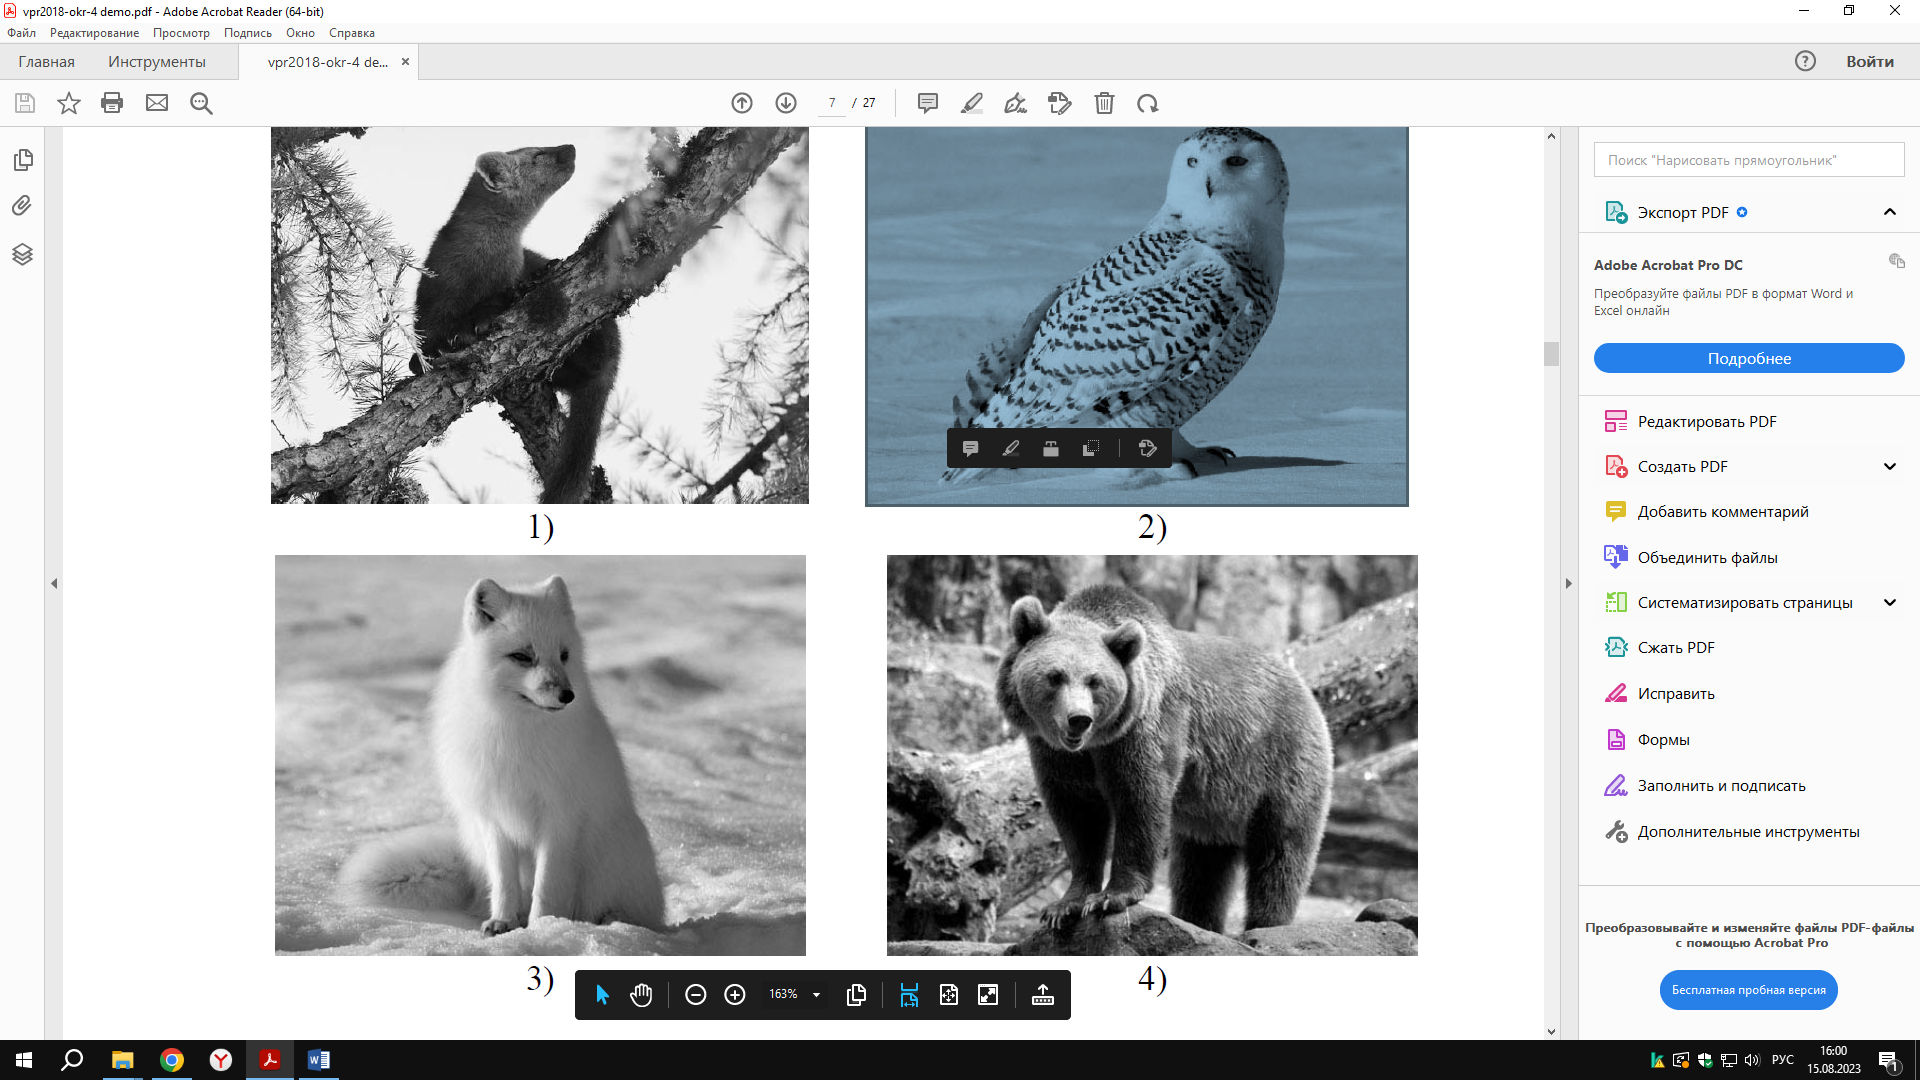 vpr2018-okr-4 demo.pdf - Adobe Acrobat Reader (64-bit)
Файл Редактирование Просмотр Подпись Окно Справка
Главная Инструменты vpr2018-okr-4 de... × Войти
7 / 27
Поиск "Нарисовать прямоугольник"
Экспорт PDF
Adobe Acrobat Pro DC
Преобразуйте файлы PDF в формат Word и
Excel онлайн
Подробнее
Редактировать PDF
Создать PDF
Добавить комментарий
Объединить файлы
Систематизировать страницы
Сжать PDF
Исправить
Формы
Заполнить и подписать
Дополнительные инструменты
Преобразовывайте и изменяйте файлы PDF-файлы
с помощью Acrobat Pro
Бесплатная пробная версия
1)
2)
3)
4)
163%
РУС
16:00
15.08.2023
1